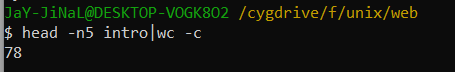 JaY-JiNaL@DESKTOP-VOGK8O2 /cygdrive/f/unix/web
$ head -n5 intro|wc -c
78